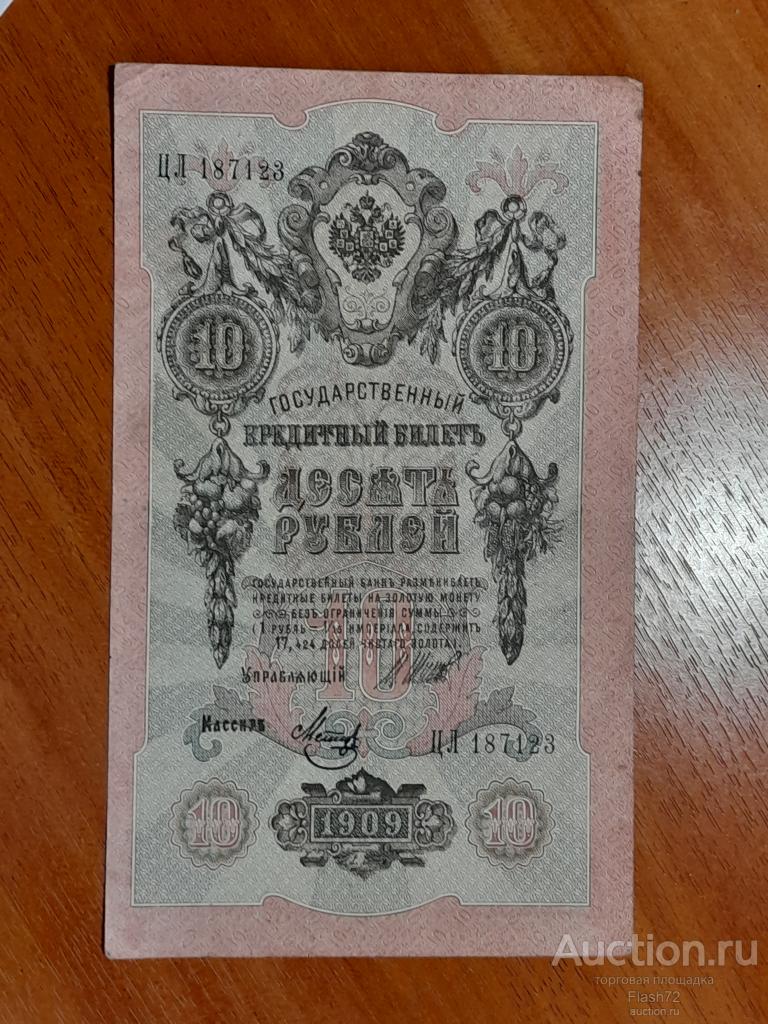 ЦЛ 187123
10
10
ГОСУДАРСТВЕННЫЙ
КРЕДИТНЫЙ БИЛЕТЪ
ДЕСЯТЬ
РУБЛЕЙ
ГОСУДАРСТВЕННЫЙ БАНКЪ РАЗМѢНИВАЕТЪ
КРЕДИТНЫЕ БИЛЕТЫ НА ЗОЛОТУЮ МОНЕТУ
БЕЗЪ ОГРАНИЧЕНІЯ СУММЫ
(1 РУБЛЬ = 1/15 ИМПЕРІАЛА, СОДЕРЖИТЪ
17,424 ДОЛЕЙ ЧИСТАГО ЗОЛОТА).
10
УПРАВЛЯЮЩІЙ
Кассиръ
ЦЛ 187123
10
1909
10
Auction.ru
торговая площадка
Flash72
auction.ru